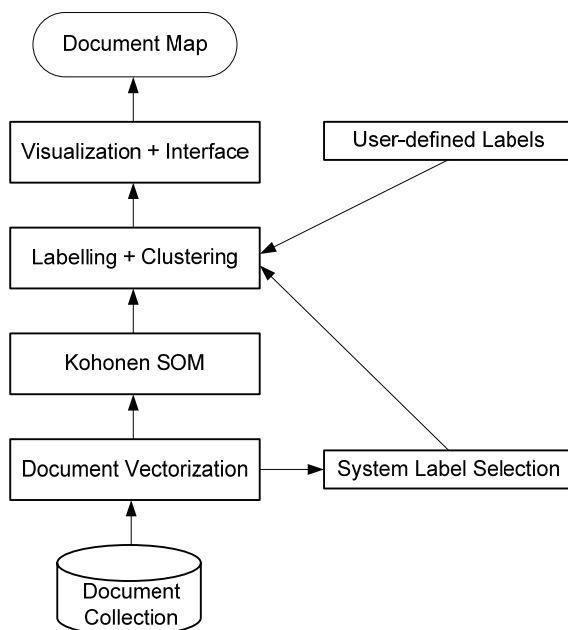 Document Map
Visualization + Interface
User-defined Labels
Labelling + Clustering
Kohonen SOM
Document Vectorization
System Label Selection
Document
Collection